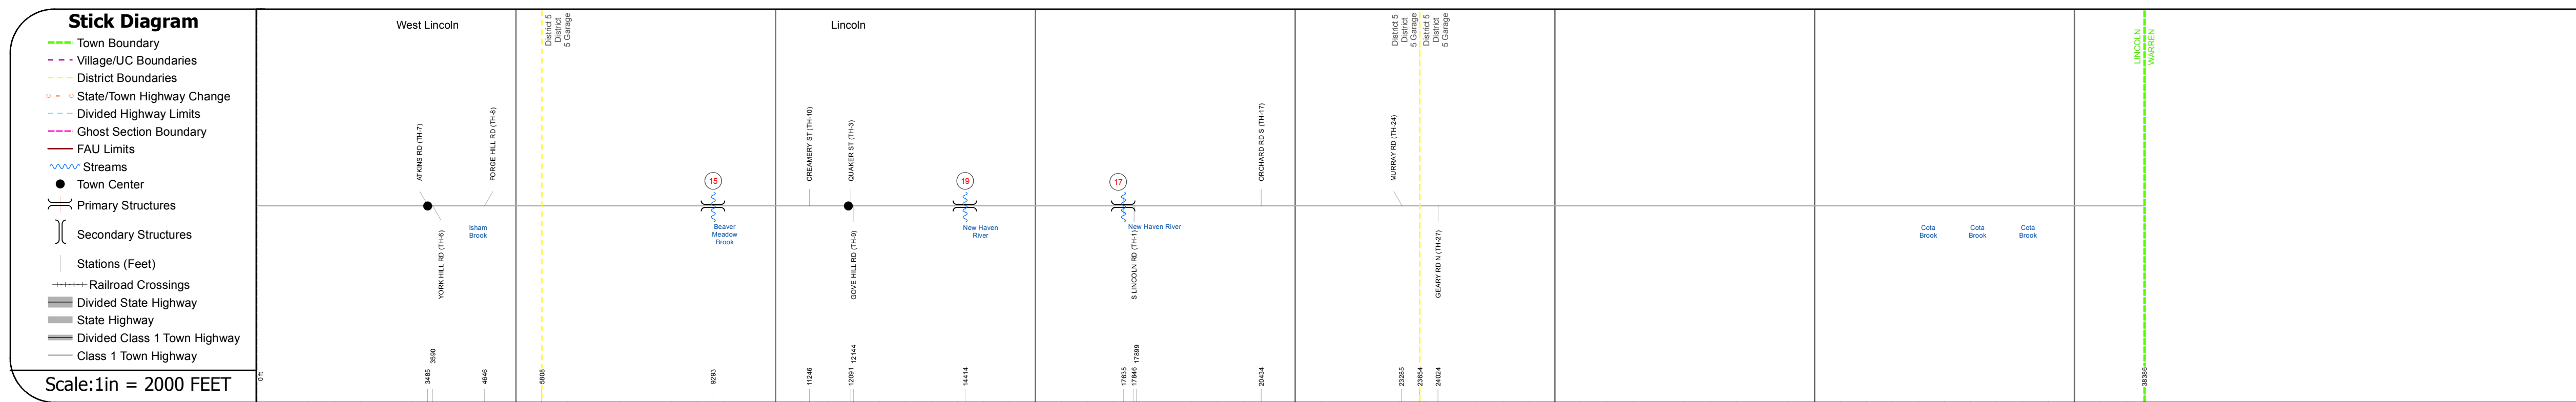 Stick Diagram
Town Boundary
Village/UC Boundaries
District Boundaries
State/Town Highway Change
Divided Highway Limits
Ghost Section Boundary
FAU Limits
Streams
Town Center
Primary Structures
Secondary Structures
Stations (Feet)
Railroad Crossings
Divided State Highway
State Highway
Divided Class 1 Town Highway
Class 1 Town Highway
Scale:1in = 2000 FEET
West Lincoln
District 5
District
5 Garage
Lincoln
District 5
District
5 Garage
District 5
District
5 Garage
LINCOLN
WARREN
ATKINS RD (TH-7)
FORGE HILL RD (TH-8)
CREAMERY ST (TH-10)
QUAKER ST (TH-3)
ORCHARD RD S (TH-17)
MURRAY RD (TH-24)
15
19
17
YORK HILL RD (TH-6)
Isham
Brook
Beaver
Meadow
Brook
GOVE HILL RD (TH-9)
New Haven
River
New Haven River
S LINCOLN RD (TH-1)
GEARY RD N (TH-27)
Cota
Brook
Cota
Brook
Cota
Brook
0 ft
3485
3590
4646
5808
9293
11246
12091
12144
14414
17635
17846
17899
20434
23285
23654
24024
38386